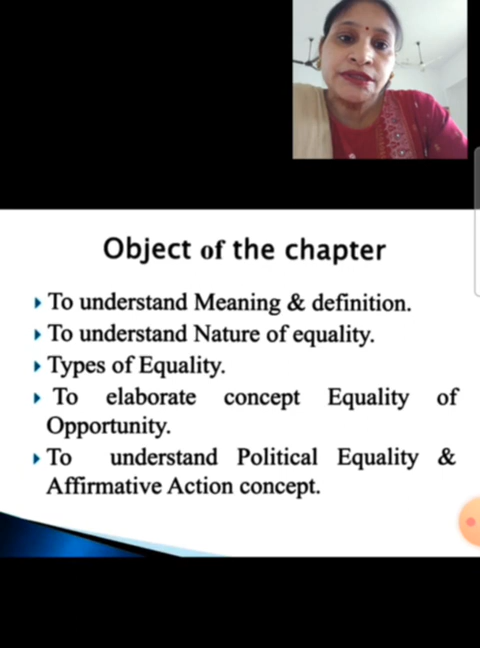 Object of the chapter
To understand Meaning & definition.
To understand Nature of equality.
Types of Equality.
To elaborate concept Equality of
Opportunity.
To understand Political Equality &
Affirmative Action concept.